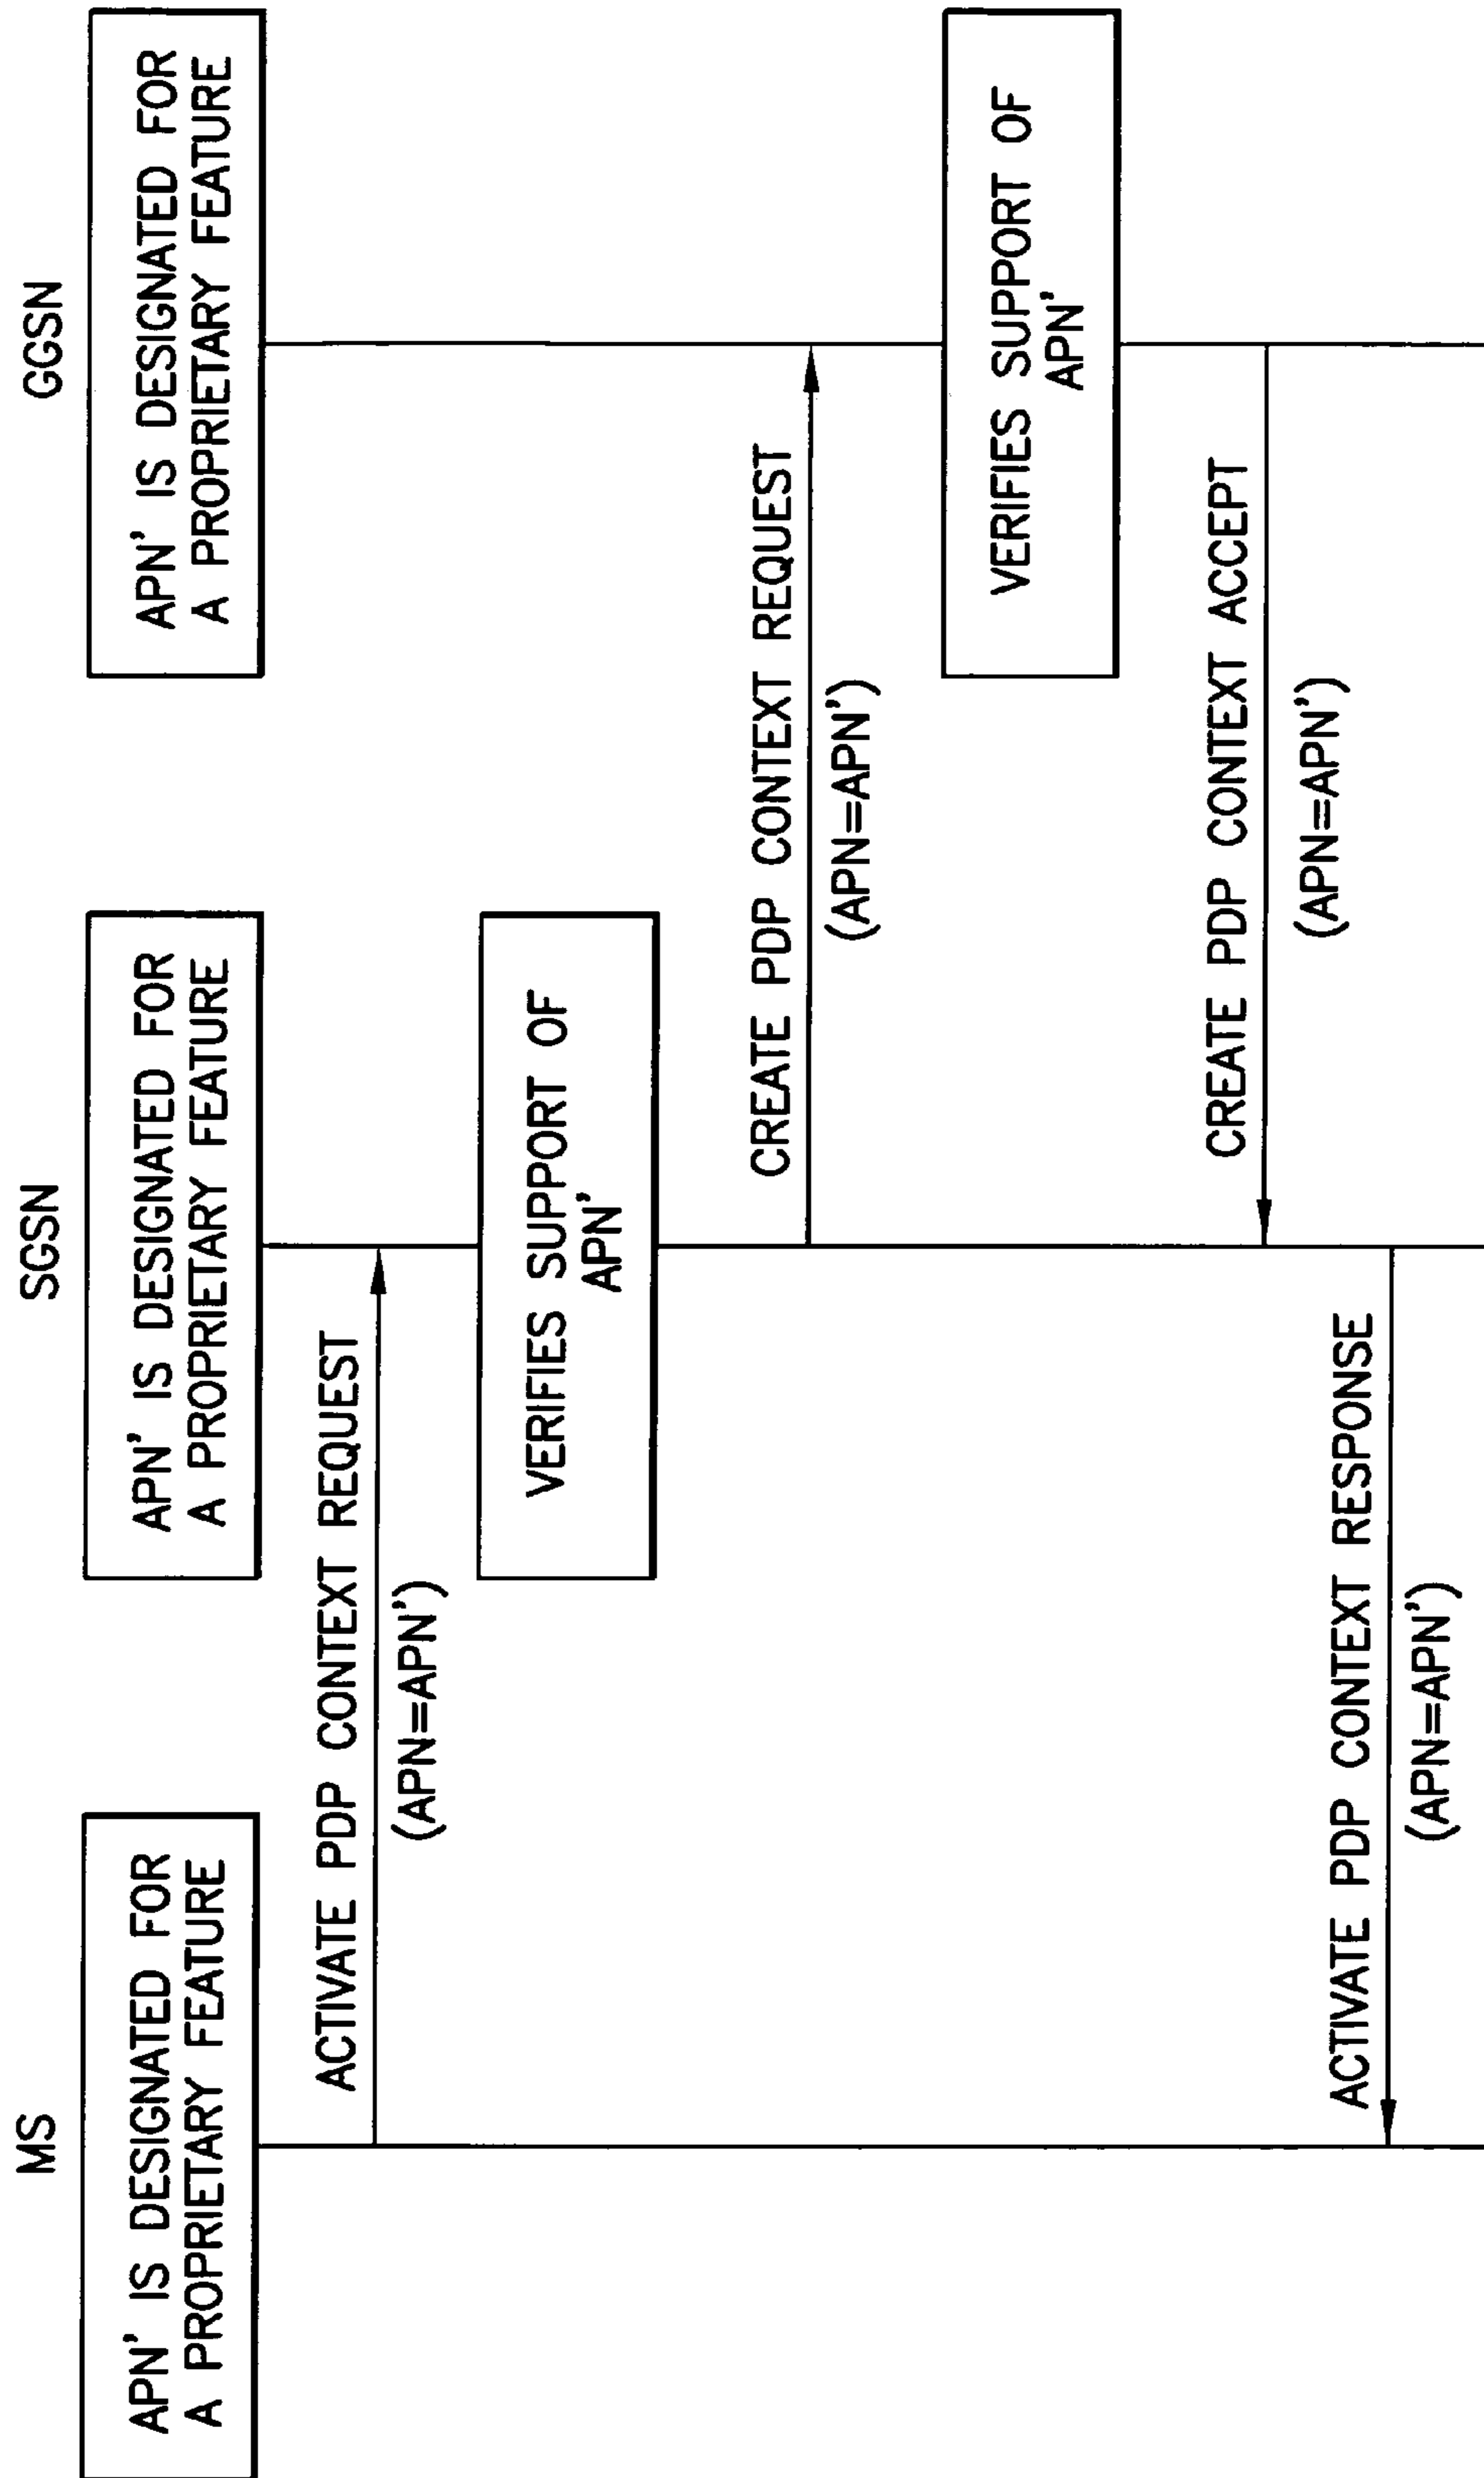 MS
SGSN
GGSN
APN' IS DESIGNATED FOR
A PROPRIETARY FEATURE
APN' IS DESIGNATED FOR
A PROPRIETARY FEATURE
APN' IS DESIGNATED FOR
A PROPRIETARY FEATURE
ACTIVATE PDP CONTEXT REQUEST
(APN=APN')
VERIFIES SUPPORT OF
APN'
CREATE PDP CONTEXT REQUEST
(APN=APN')
VERIFIES SUPPORT OF
APN'
CREATE PDP CONTEXT ACCEPT
(APN=APN')
ACTIVATE PDP CONTEXT RESPONSE
(APN=APN')